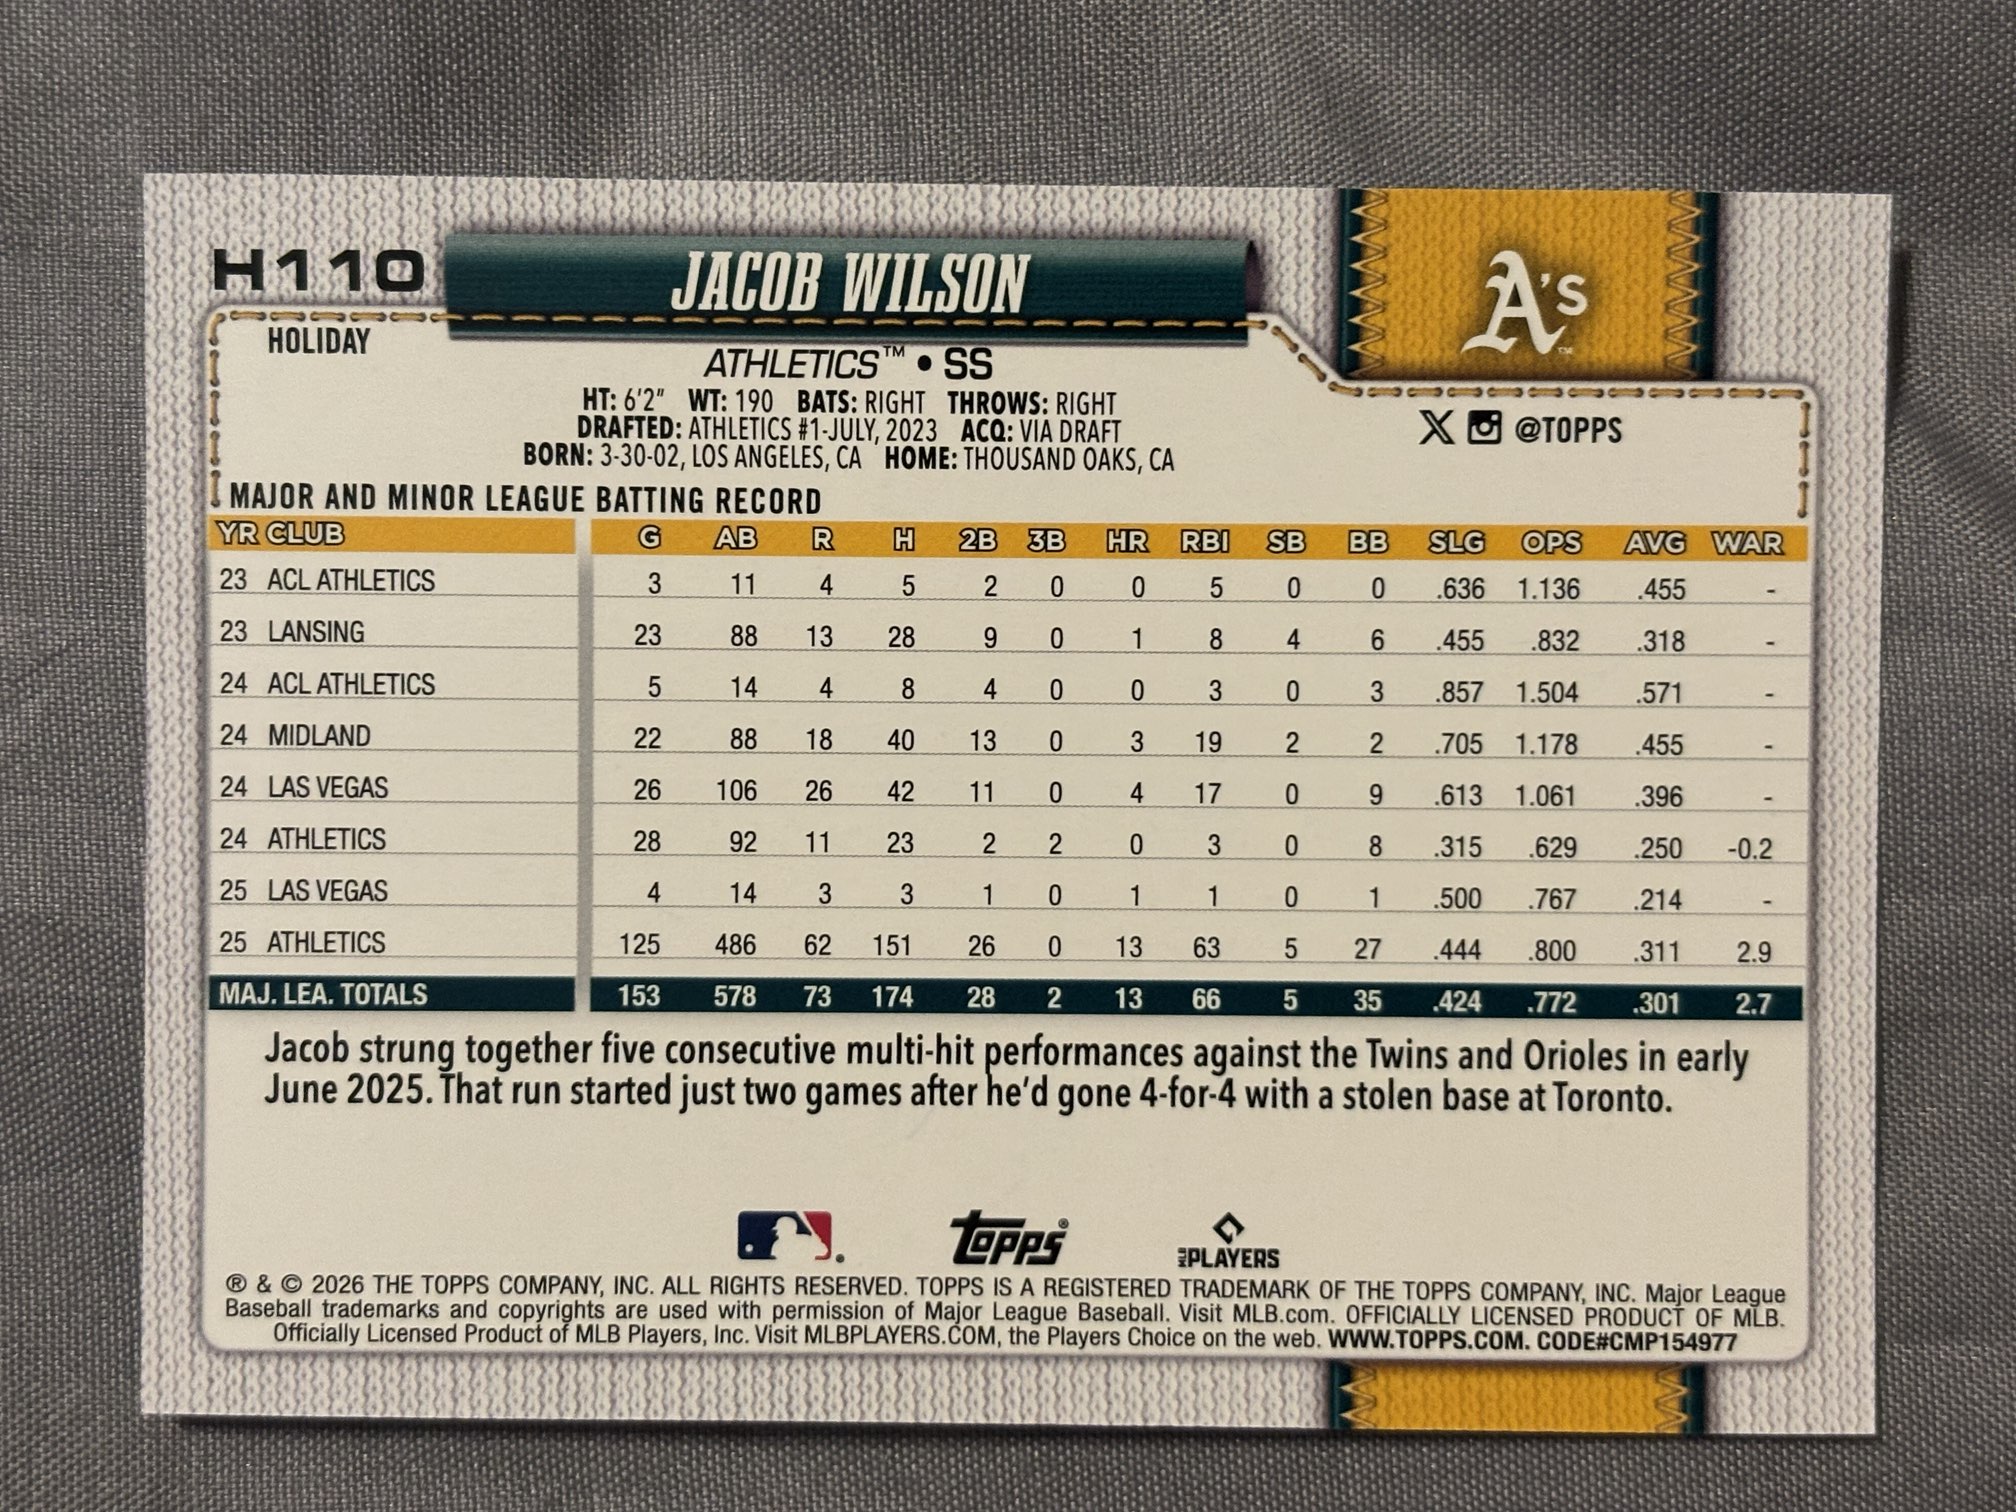 H110
JACOB WILSON
A's™
HOLIDAY
ATHLETICS™ • SS
HT: 6'2" WT: 190 BATS: RIGHT THROWS: RIGHT
DRAFTED: ATHLETICS #1-JULY, 2023 ACQ: VIA DRAFT
BORN: 3-30-02, LOS ANGELES, CA HOME: THOUSAND OAKS, CA
X @TOPPS
MAJOR AND MINOR LEAGUE BATTING RECORD
YR CLUB G AB R H 2B 3B HR RBI SB BB SLG OPS AVG WAR
23 ACL ATHLETICS 3 11 4 5 2 0 0 5 0 0 .636 1.136 .455 -
23 LANSING 23 88 13 28 9 0 1 8 4 6 .455 .832 .318 -
24 ACL ATHLETICS 5 14 4 8 4 0 0 3 0 3 .857 1.504 .571 -
24 MIDLAND 22 88 18 40 13 0 3 19 2 2 .705 1.178 .455 -
24 LAS VEGAS 26 106 26 42 11 0 4 17 0 9 .613 1.061 .396 -
24 ATHLETICS 28 92 11 23 2 2 0 3 0 8 .315 .629 .250 -0.2
25 LAS VEGAS 4 14 3 3 1 0 1 1 0 1 .500 .767 .214 -
25 ATHLETICS 125 486 62 151 26 0 13 63 5 27 .444 .800 .311 2.9
MAJ. LEA. TOTALS 153 578 73 174 28 2 13 66 5 35 .424 .772 .301 2.7
Jacob strung together five consecutive multi-hit performances against the Twins and Orioles in early
June 2025. That run started just two games after he'd gone 4-for-4 with a stolen base at Toronto.
Topps®
MLB PLAYERS
® & © 2026 THE TOPPS COMPANY, INC. ALL RIGHTS RESERVED. TOPPS IS A REGISTERED TRADEMARK OF THE TOPPS COMPANY, INC. Major League
Baseball trademarks and copyrights are used with permission of Major League Baseball. Visit MLB.com. OFFICIALLY LICENSED PRODUCT OF MLB.
Officially Licensed Product of MLB Players, Inc. Visit MLBPLAYERS.COM, the Players Choice on the web. WWW.TOPPS.COM. CODE#CMP154977